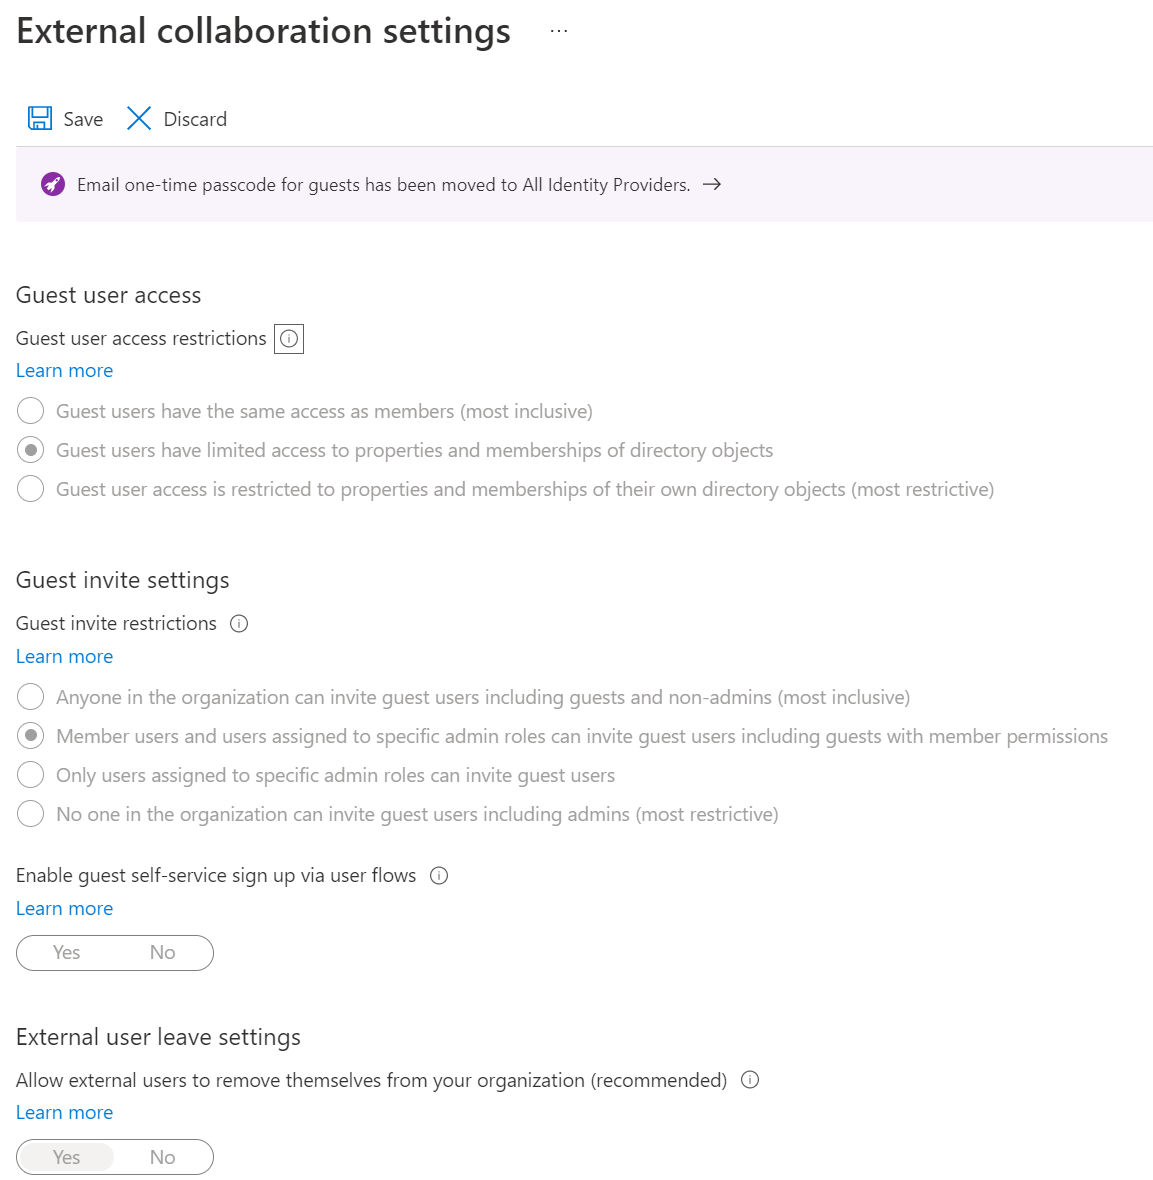 External collaboration settings ...
Save Discard
Email one-time passcode for guests has been moved to All Identity Providers. →
Guest user access
Guest user access restrictions
Learn more
Guest users have the same access as members (most inclusive)
Guest users have limited access to properties and memberships of directory objects
Guest user access is restricted to properties and memberships of their own directory objects (most restrictive)
Guest invite settings
Guest invite restrictions
Learn more
Anyone in the organization can invite guest users including guests and non-admins (most inclusive)
Member users and users assigned to specific admin roles can invite guest users including guests with member permissions
Only users assigned to specific admin roles can invite guest users
No one in the organization can invite guest users including admins (most restrictive)
Enable guest self-service sign up via user flows
Learn more
Yes No
External user leave settings
Allow external users to remove themselves from your organization (recommended)
Learn more
Yes No